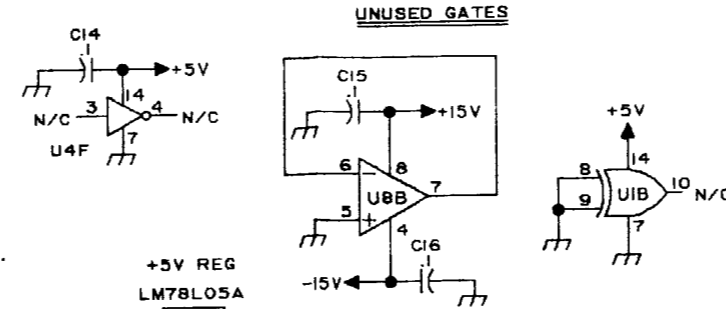 UNUSED GATES
C14
.1
+5V
14
N/C 3 4 N/C
7
U4F
C15
.1
+15V
6 − 8
U8B 7
5 + 4
C16
.1
-15V
+5V
14
8
U1B 10 N/C
9
7
+5V REG
LM78L05A